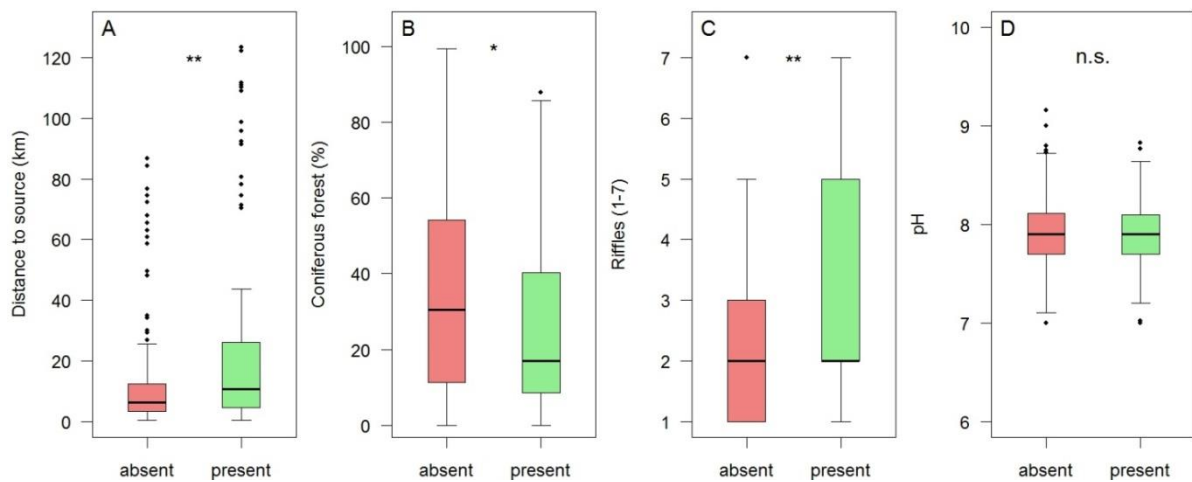 A
**
Distance to source (km)
120
100
80
60
40
20
0
absent present
B
*
Coniferous forest (%)
100
80
60
40
20
0
absent present
C
**
Riffles (1-7)
7
6
5
4
3
2
1
absent present
D
n.s.
pH
10
9
8
7
6
absent present